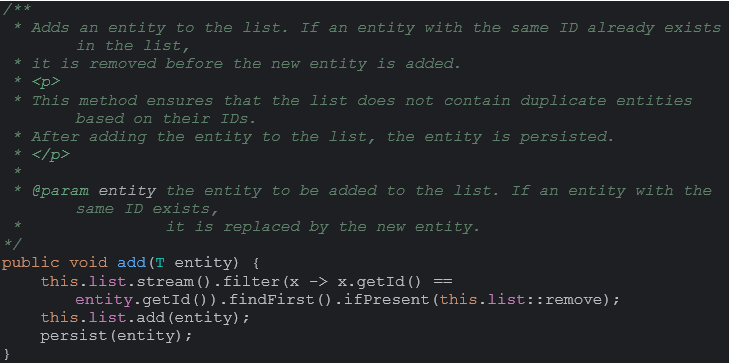 /**
 * Adds an entity to the list. If an entity with the same ID already exists
        in the list,
 * it is removed before the new entity is added.
 * <p>
 * This method ensures that the list does not contain duplicate entities
        based on their IDs.
 * After adding the entity to the list, the entity is persisted.
 * </p>
 *
 * @param entity the entity to be added to the list. If an entity with the
        same ID exists,
 *               it is replaced by the new entity.
*/
public void add(T entity) {
    this.list.stream().filter(x -> x.getId() ==
        entity.getId()).findFirst().ifPresent(this.list::remove);
    this.list.add(entity);
    persist(entity);
}